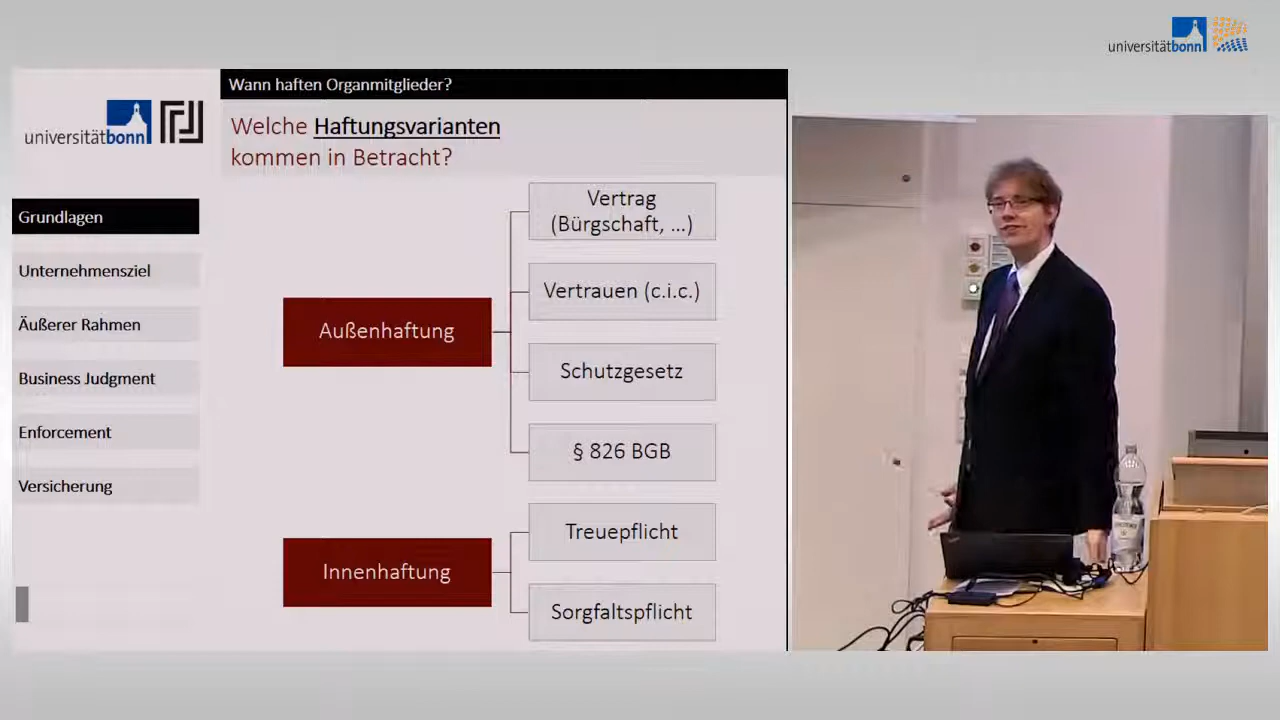 universitätbonn
Wann haften Organmitglieder?
universitätbonn
Welche Haftungsvarianten
kommen in Betracht?
Grundlagen
Unternehmensziel
Äußerer Rahmen
Business Judgment
Enforcement
Versicherung
Außenhaftung
Vertrag
(Bürgschaft, ...)
Vertrauen (c.i.c.)
Schutzgesetz
§ 826 BGB
Innenhaftung
Treuepflicht
Sorgfaltspflicht